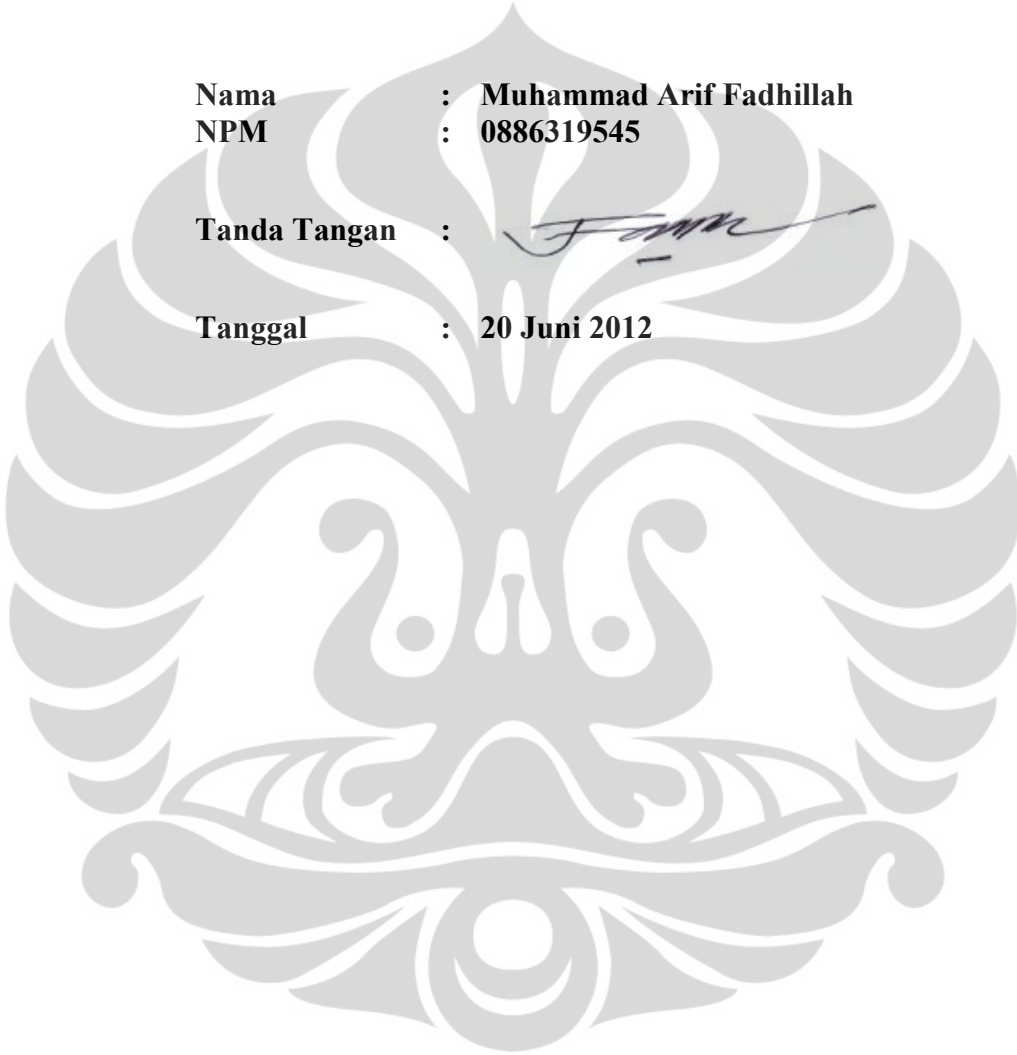 Nama : Muhammad Arif Fadhillah
NPM : 0886319545
Tanda Tangan :
Tanggal : 20 Juni 2012